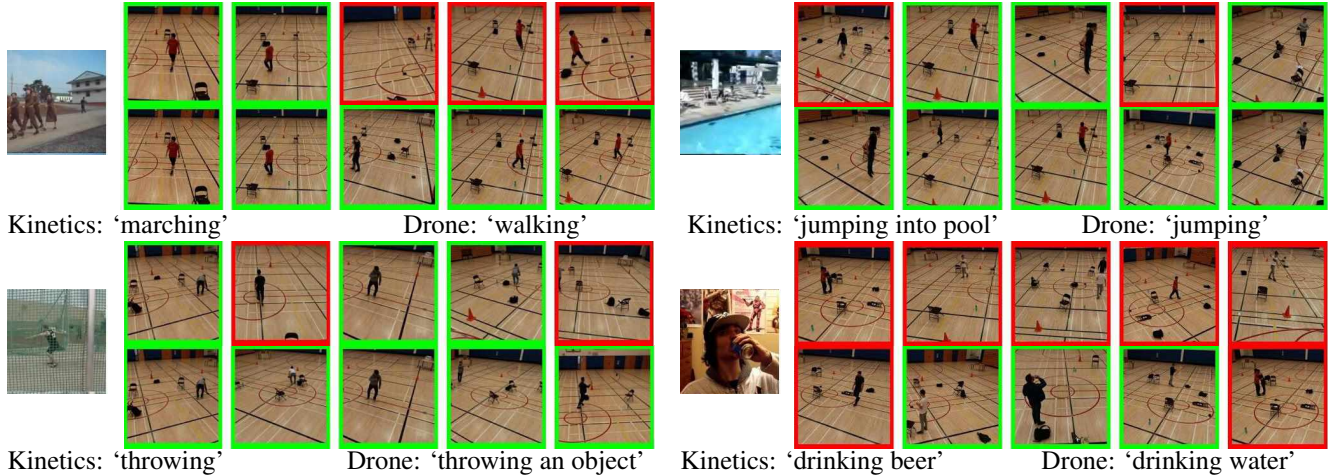 Kinetics: ‘marching’ Drone: ‘walking’ Kinetics: ‘jumping into pool’ Drone: ‘jumping’
Kinetics: ‘throwing’ Drone: ‘throwing an object’ Kinetics: ‘drinking beer’ Drone: ‘drinking water’